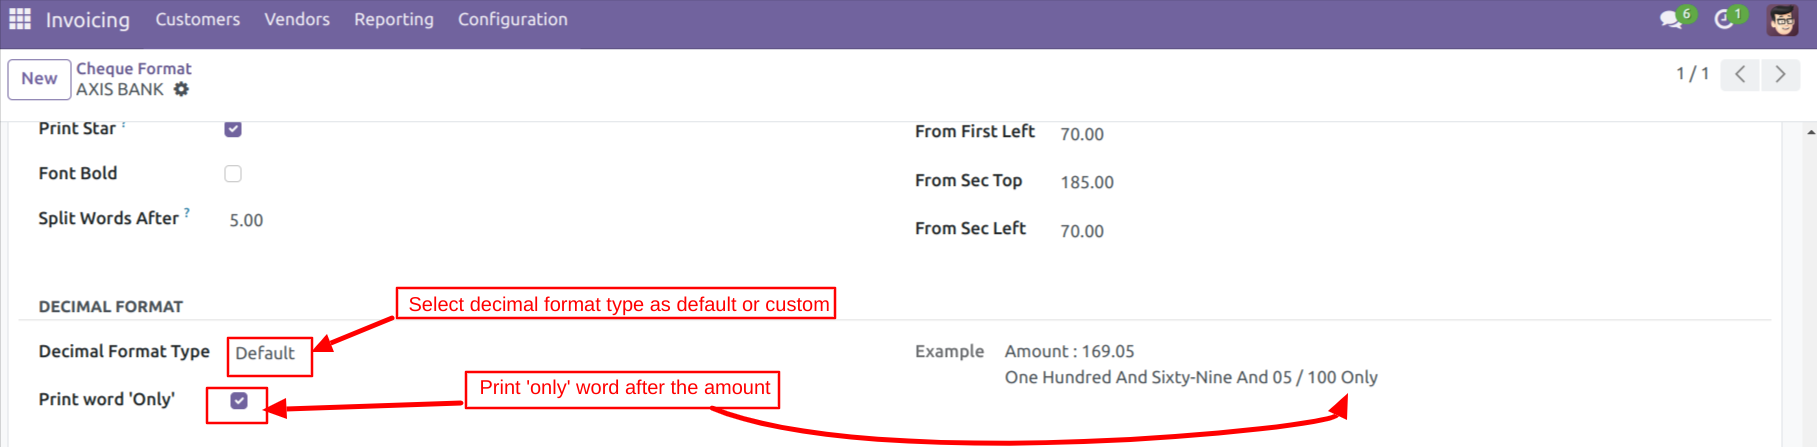 Invoicing Customers Vendors Reporting Configuration 6 1
New Cheque Format
AXIS BANK
1 / 1
Print Star ?
From First Left 70.00
Font Bold
From Sec Top 185.00
Split Words After ? 5.00
From Sec Left 70.00
Select decimal format type as default or custom
DECIMAL FORMAT
Decimal Format Type Default
Example Amount : 169.05
One Hundred And Sixty-Nine And 05 / 100 Only
Print 'only' word after the amount
Print word 'Only'